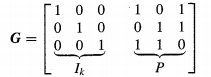 G = [ 1 0 0 1 0 1
0 1 0 0 1 1
0 0 1 1 1 0 ]
I_k P